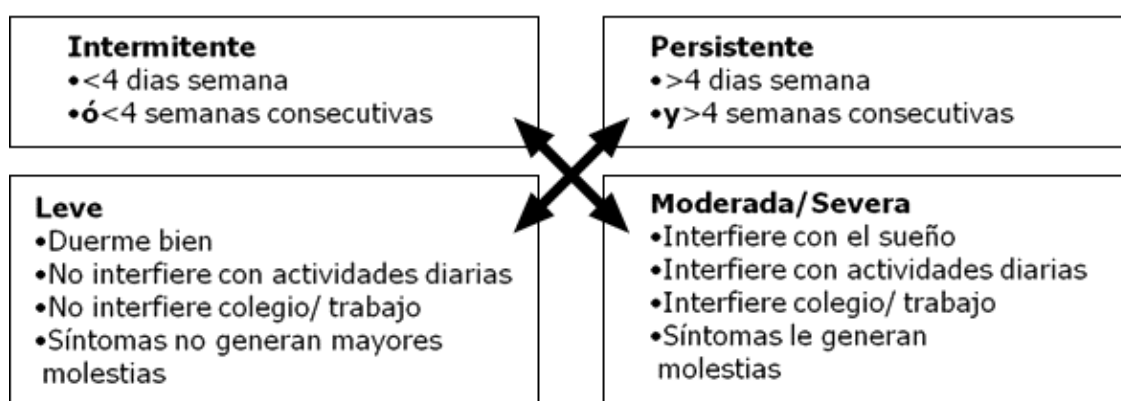 Intermitente
•<4 dias semana
•ó<4 semanas consecutivas
Persistente
•>4 dias semana
•y>4 semanas consecutivas
Leve
•Duerme bien
•No interfiere con actividades diarias
•No interfiere colegio/ trabajo
•Síntomas no generan mayores
molestias
Moderada/Severa
•Interfiere con el sueño
•Interfiere con actividades diarias
•Interfiere colegio/ trabajo
•Síntomas le generan
molestias